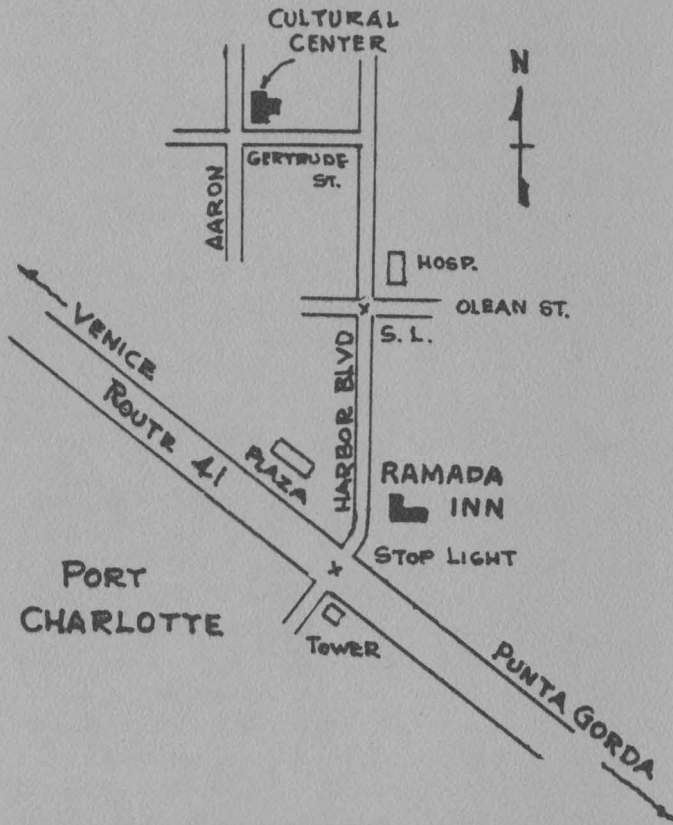 CULTURAL
CENTER
N
GERTRUDE
ST.
AARON
HOSP.
OLEAN ST.
S. L.
HARBOR BLVD
VENICE
ROUTE 41
PLAZA
RAMADA
INN
STOP LIGHT
PORT
CHARLOTTE
TOWER
PUNTA GORDA